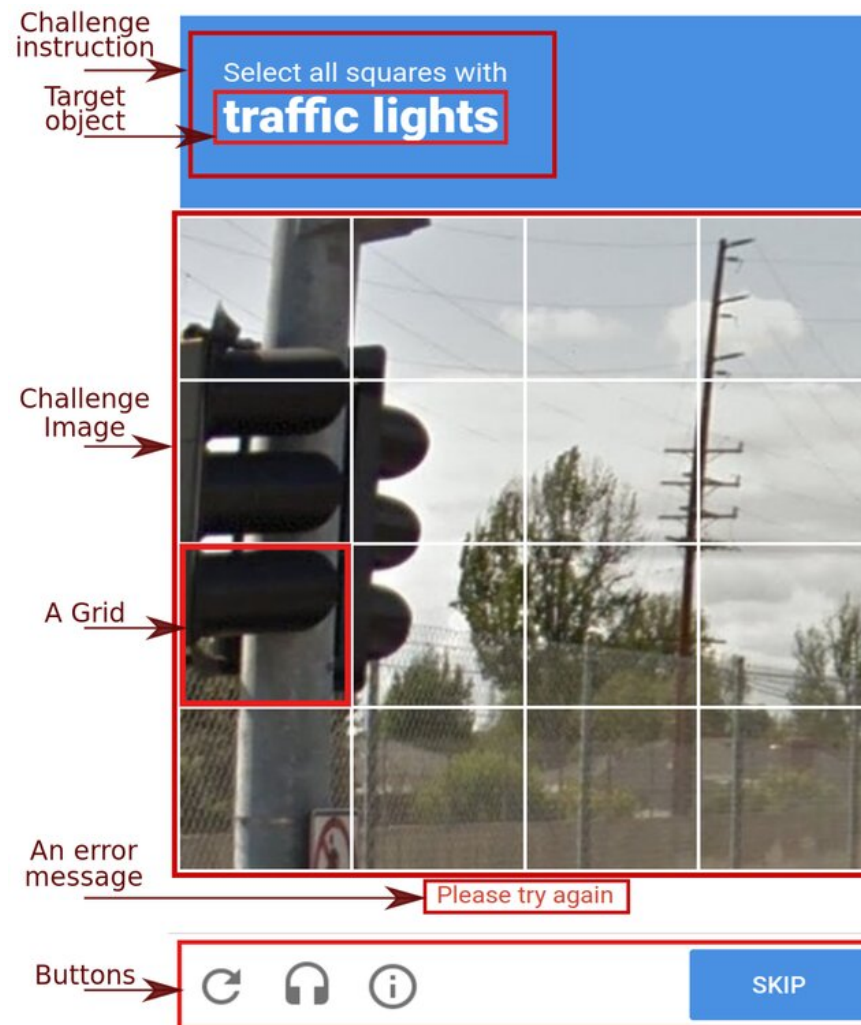 Challenge
instruction
Select all squares with
Target
object
traffic lights
Challenge
Image
A Grid
An error
message
Please try again
Buttons
SKIP